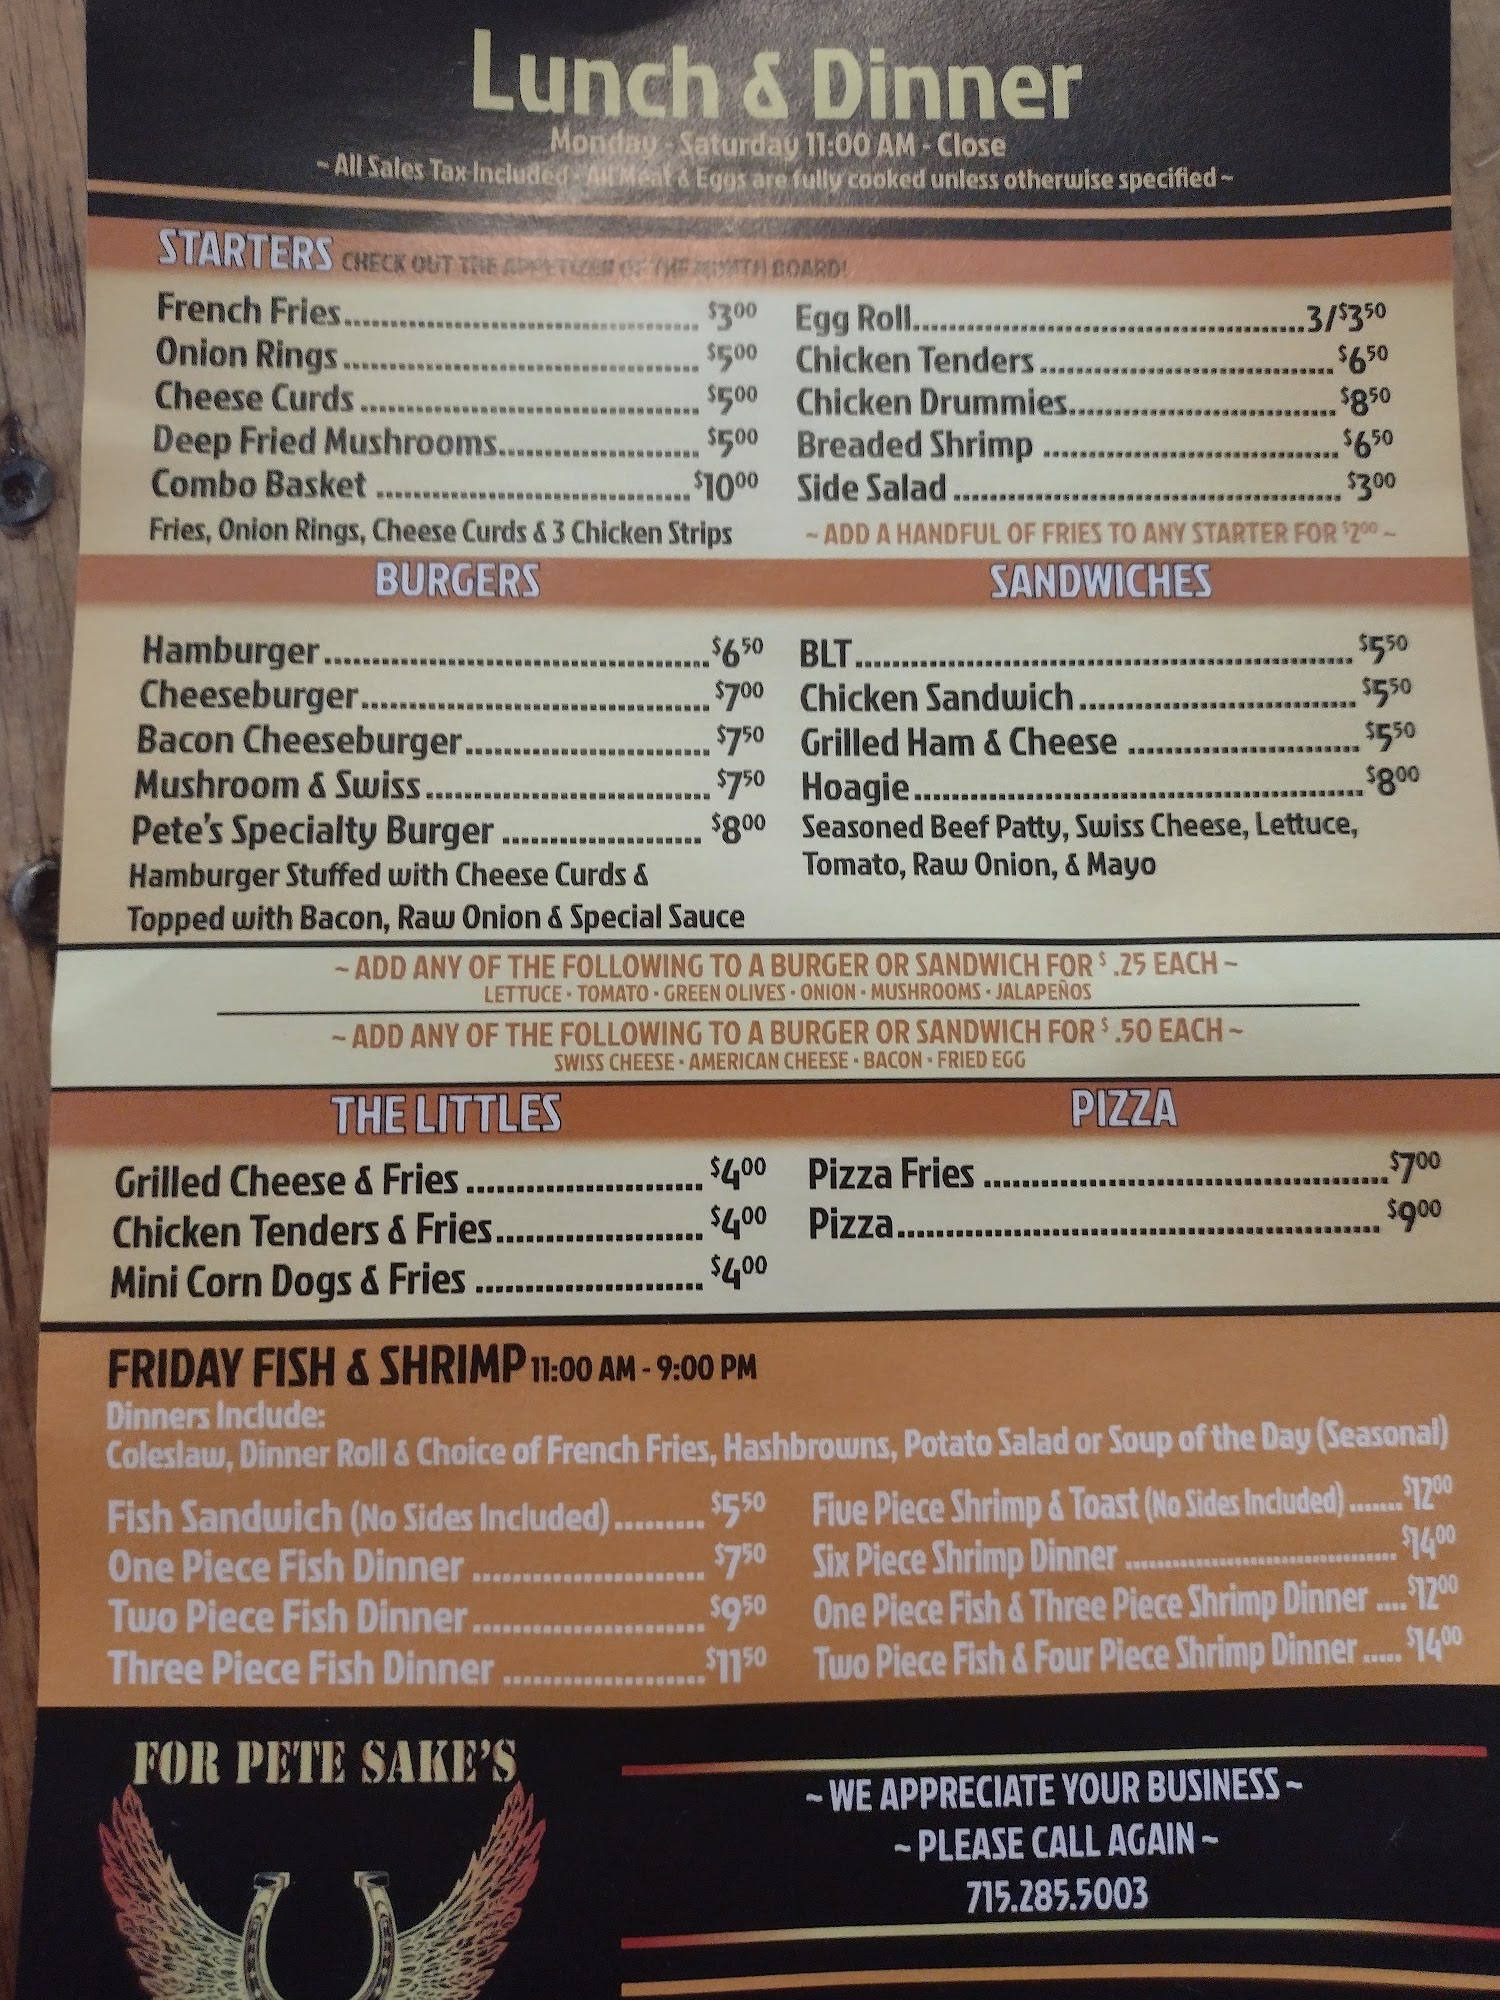 Lunch & Dinner
Monday - Saturday 11:00 AM - Close
~ All Sales Tax Included - All Meat & Eggs are fully cooked unless otherwise specified ~
STARTERS CHECK OUT THE APPETIZER OF THE MONTH BOARD!
French Fries.......... $3.00
Onion Rings.......... $5.00
Cheese Curds.......... $5.00
Deep Fried Mushrooms.......... $5.00
Combo Basket.......... $10.00
Fries, Onion Rings, Cheese Curds & 3 Chicken Strips
Egg Roll.......... 3/$3.50
Chicken Tenders.......... $6.50
Chicken Drummies.......... $8.50
Breaded Shrimp.......... $6.50
Side Salad.......... $3.00
~ ADD A HANDFUL OF FRIES TO ANY STARTER FOR $2.00 ~
BURGERS
Hamburger.......... $6.50
Cheeseburger.......... $7.00
Bacon Cheeseburger.......... $7.50
Mushroom & Swiss.......... $7.50
Pete's Specialty Burger.......... $8.00
Hamburger Stuffed with Cheese Curds &
Topped with Bacon, Raw Onion & Special Sauce
SANDWICHES
BLT.......... $5.50
Chicken Sandwich.......... $5.50
Grilled Ham & Cheese.......... $5.50
Hoagie.......... $8.00
Seasoned Beef Patty, Swiss Cheese, Lettuce,
Tomato, Raw Onion, & Mayo
~ ADD ANY OF THE FOLLOWING TO A BURGER OR SANDWICH FOR $ .25 EACH ~
LETTUCE · TOMATO · GREEN OLIVES · ONION · MUSHROOMS · JALAPEÑOS
~ ADD ANY OF THE FOLLOWING TO A BURGER OR SANDWICH FOR $ .50 EACH ~
SWISS CHEESE · AMERICAN CHEESE · BACON · FRIED EGG
THE LITTLES
Grilled Cheese & Fries.......... $4.00
Chicken Tenders & Fries.......... $4.00
Mini Corn Dogs & Fries.......... $4.00
PIZZA
Pizza Fries.......... $7.00
Pizza.......... $9.00
FRIDAY FISH & SHRIMP 11:00 AM - 9:00 PM
Dinners Include:
Coleslaw, Dinner Roll & Choice of French Fries, Hashbrowns, Potato Salad or Soup of the Day (Seasonal)
Fish Sandwich (No Sides Included).......... $5.50
One Piece Fish Dinner.......... $7.50
Two Piece Fish Dinner.......... $9.50
Three Piece Fish Dinner.......... $11.50
Five Piece Shrimp & Toast (No Sides Included)....... $12.00
Six Piece Shrimp Dinner.......... $14.00
One Piece Fish & Three Piece Shrimp Dinner.... $12.00
Two Piece Fish & Four Piece Shrimp Dinner..... $14.00
FOR PETE SAKE'S
~ WE APPRECIATE YOUR BUSINESS ~
~ PLEASE CALL AGAIN ~
715.285.5003